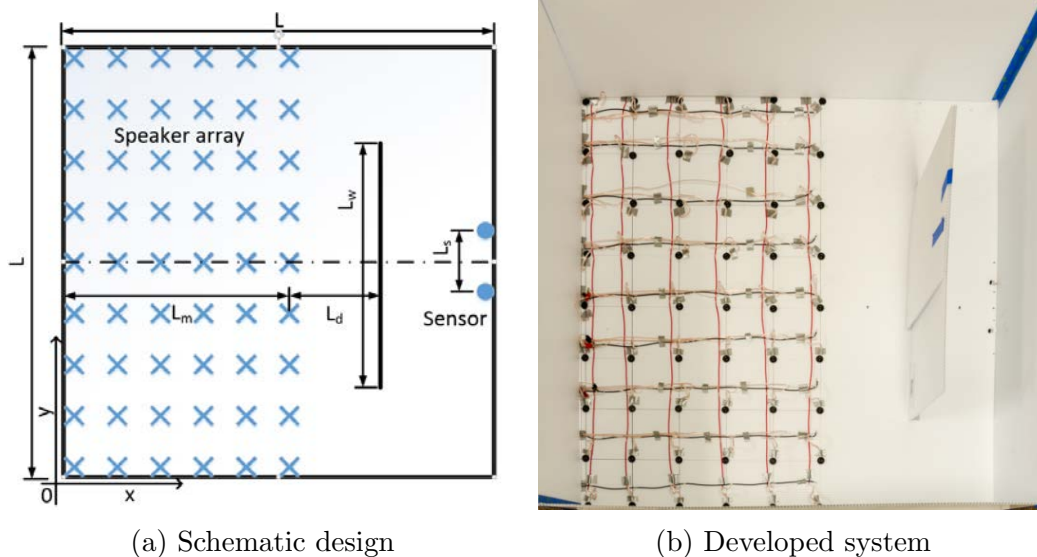 L
Speaker array
L
L_w
L_s
L_m
L_d
Sensor
y
0
x
(a) Schematic design
(b) Developed system